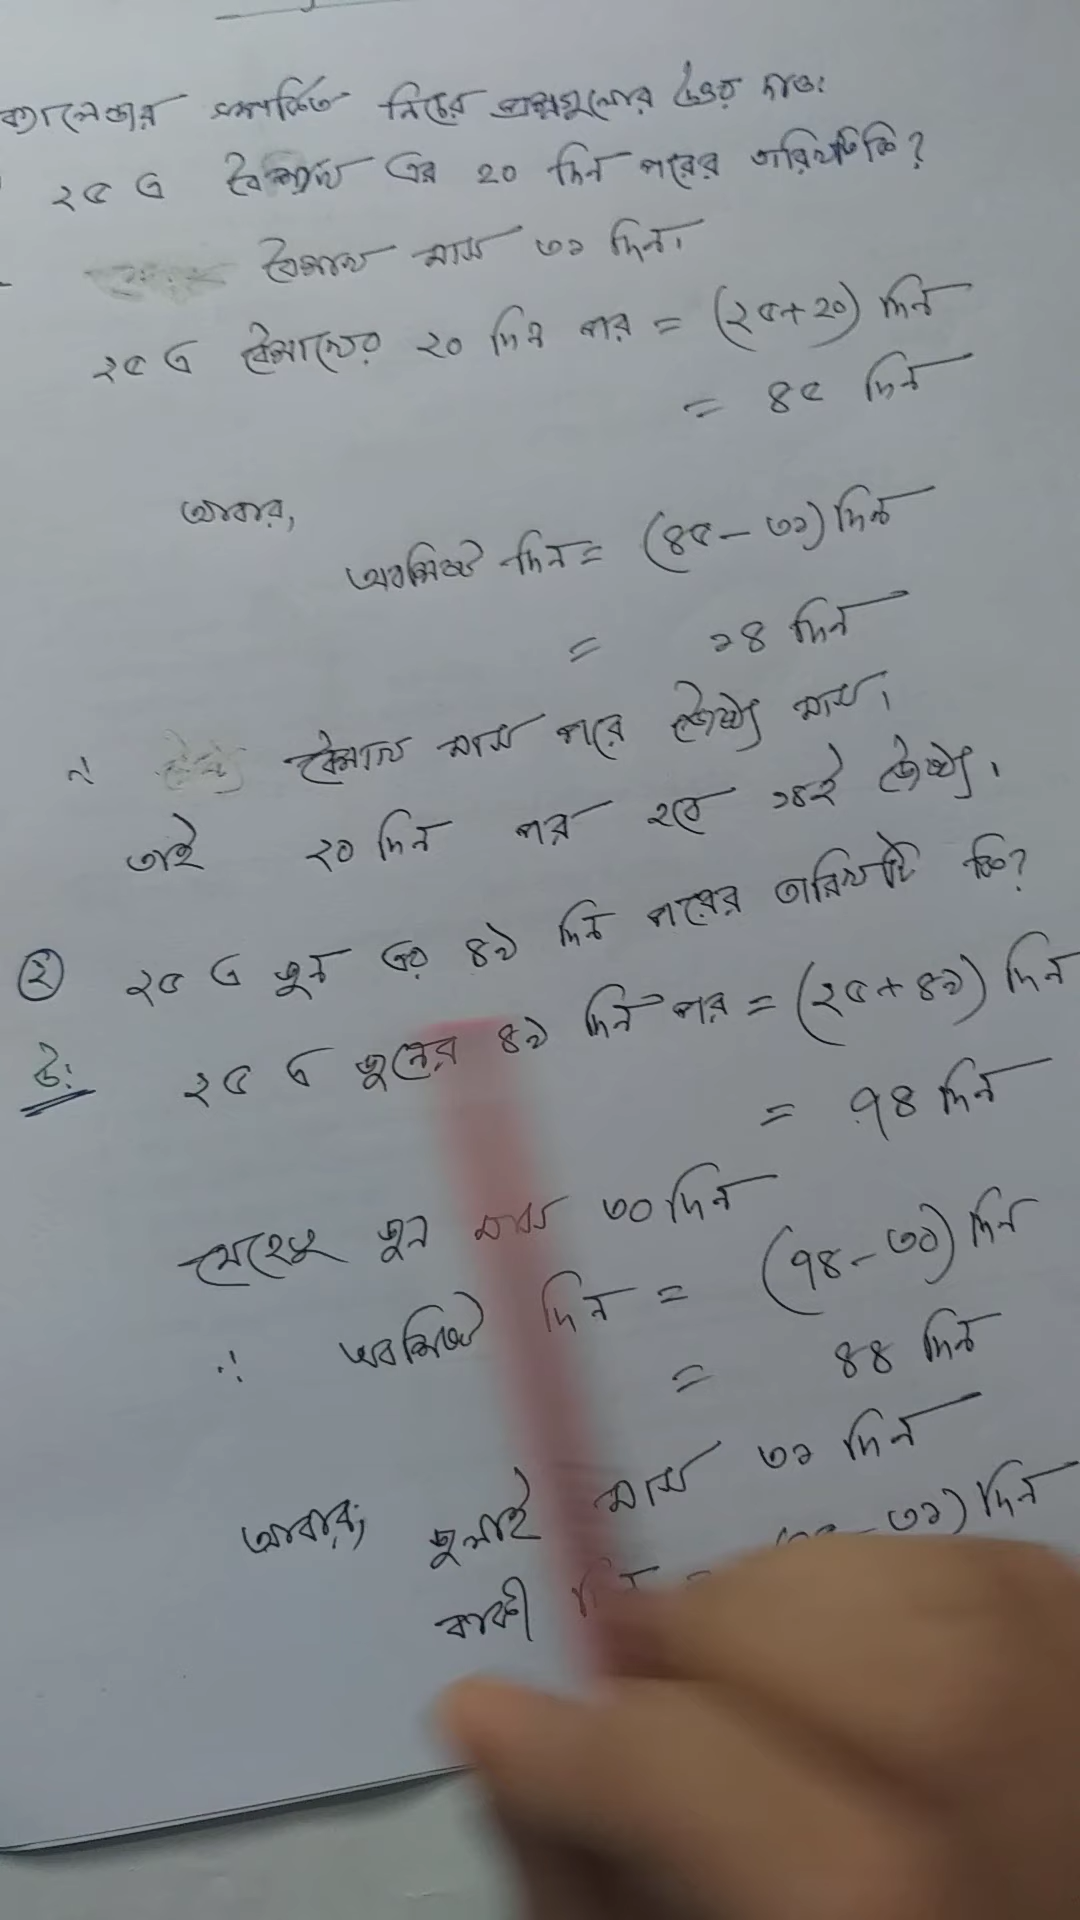 ক্যালেন্ডার সম্পর্কিত নিচের প্রশ্নগুলোর উত্তর দাও:
২৫ এ বৈশাখ এর ২০ দিন পরের তারিখটি কি?
বৈশাখ মাস ৩১ দিন।
২৫ এ বৈশাখের ২০ দিন পর = (২৫+২০) দিন
= ৪৫ দিন
আবার,
অবশিষ্ট দিন = (৪৫-৩১) দিন
= ১৪ দিন
∴ বৈশাখ মাস পরে জ্যৈষ্ঠ মাস।
তাই ২০ দিন পর হবে ১৪ই জ্যৈষ্ঠ।
② ২৫ এ জুন এর ৪৯ দিন পরের তারিখটি কি?
উ: ২৫ এ জুনের ৪৯ দিন পর = (২৫+৪৯) দিন
= ৭৪ দিন
যেহেতু জুন মাস ৩০ দিন
∴ অবশিষ্ট দিন = (৭৪-৩০) দিন
= ৪৪ দিন
আবার, জুলাই মাস ৩১ দিন
বাকী দিন = - ৩১) দিন